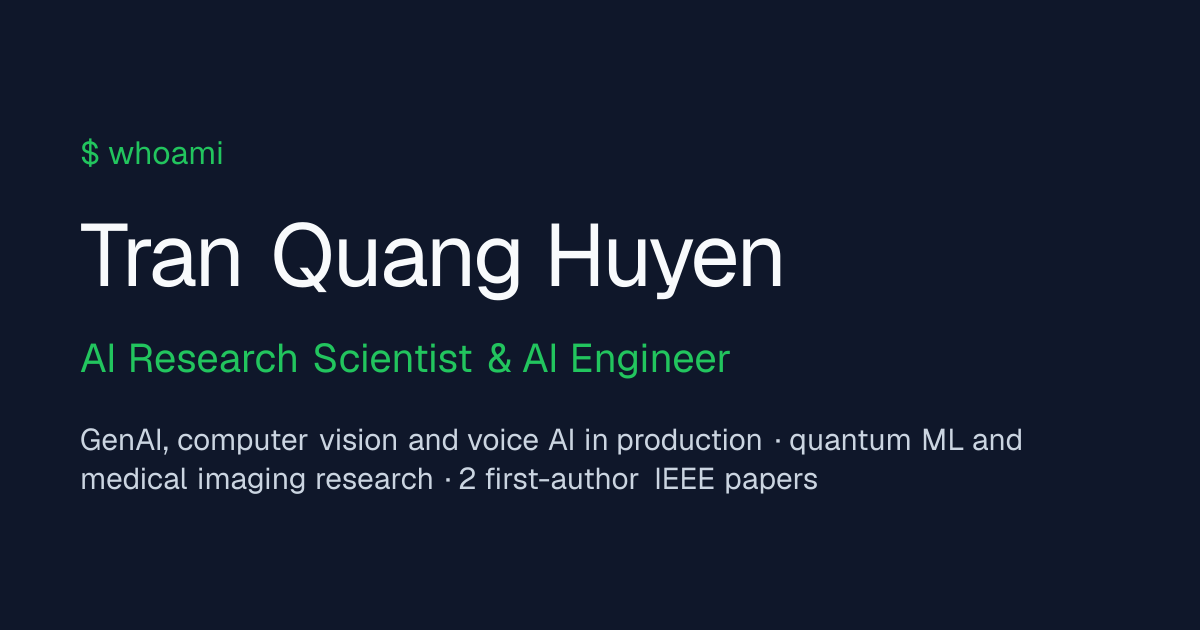 $ whoami
Tran Quang Huyen
AI Research Scientist & AI Engineer
GenAI, computer vision and voice AI in production · quantum ML and
medical imaging research · 2 first-author IEEE papers